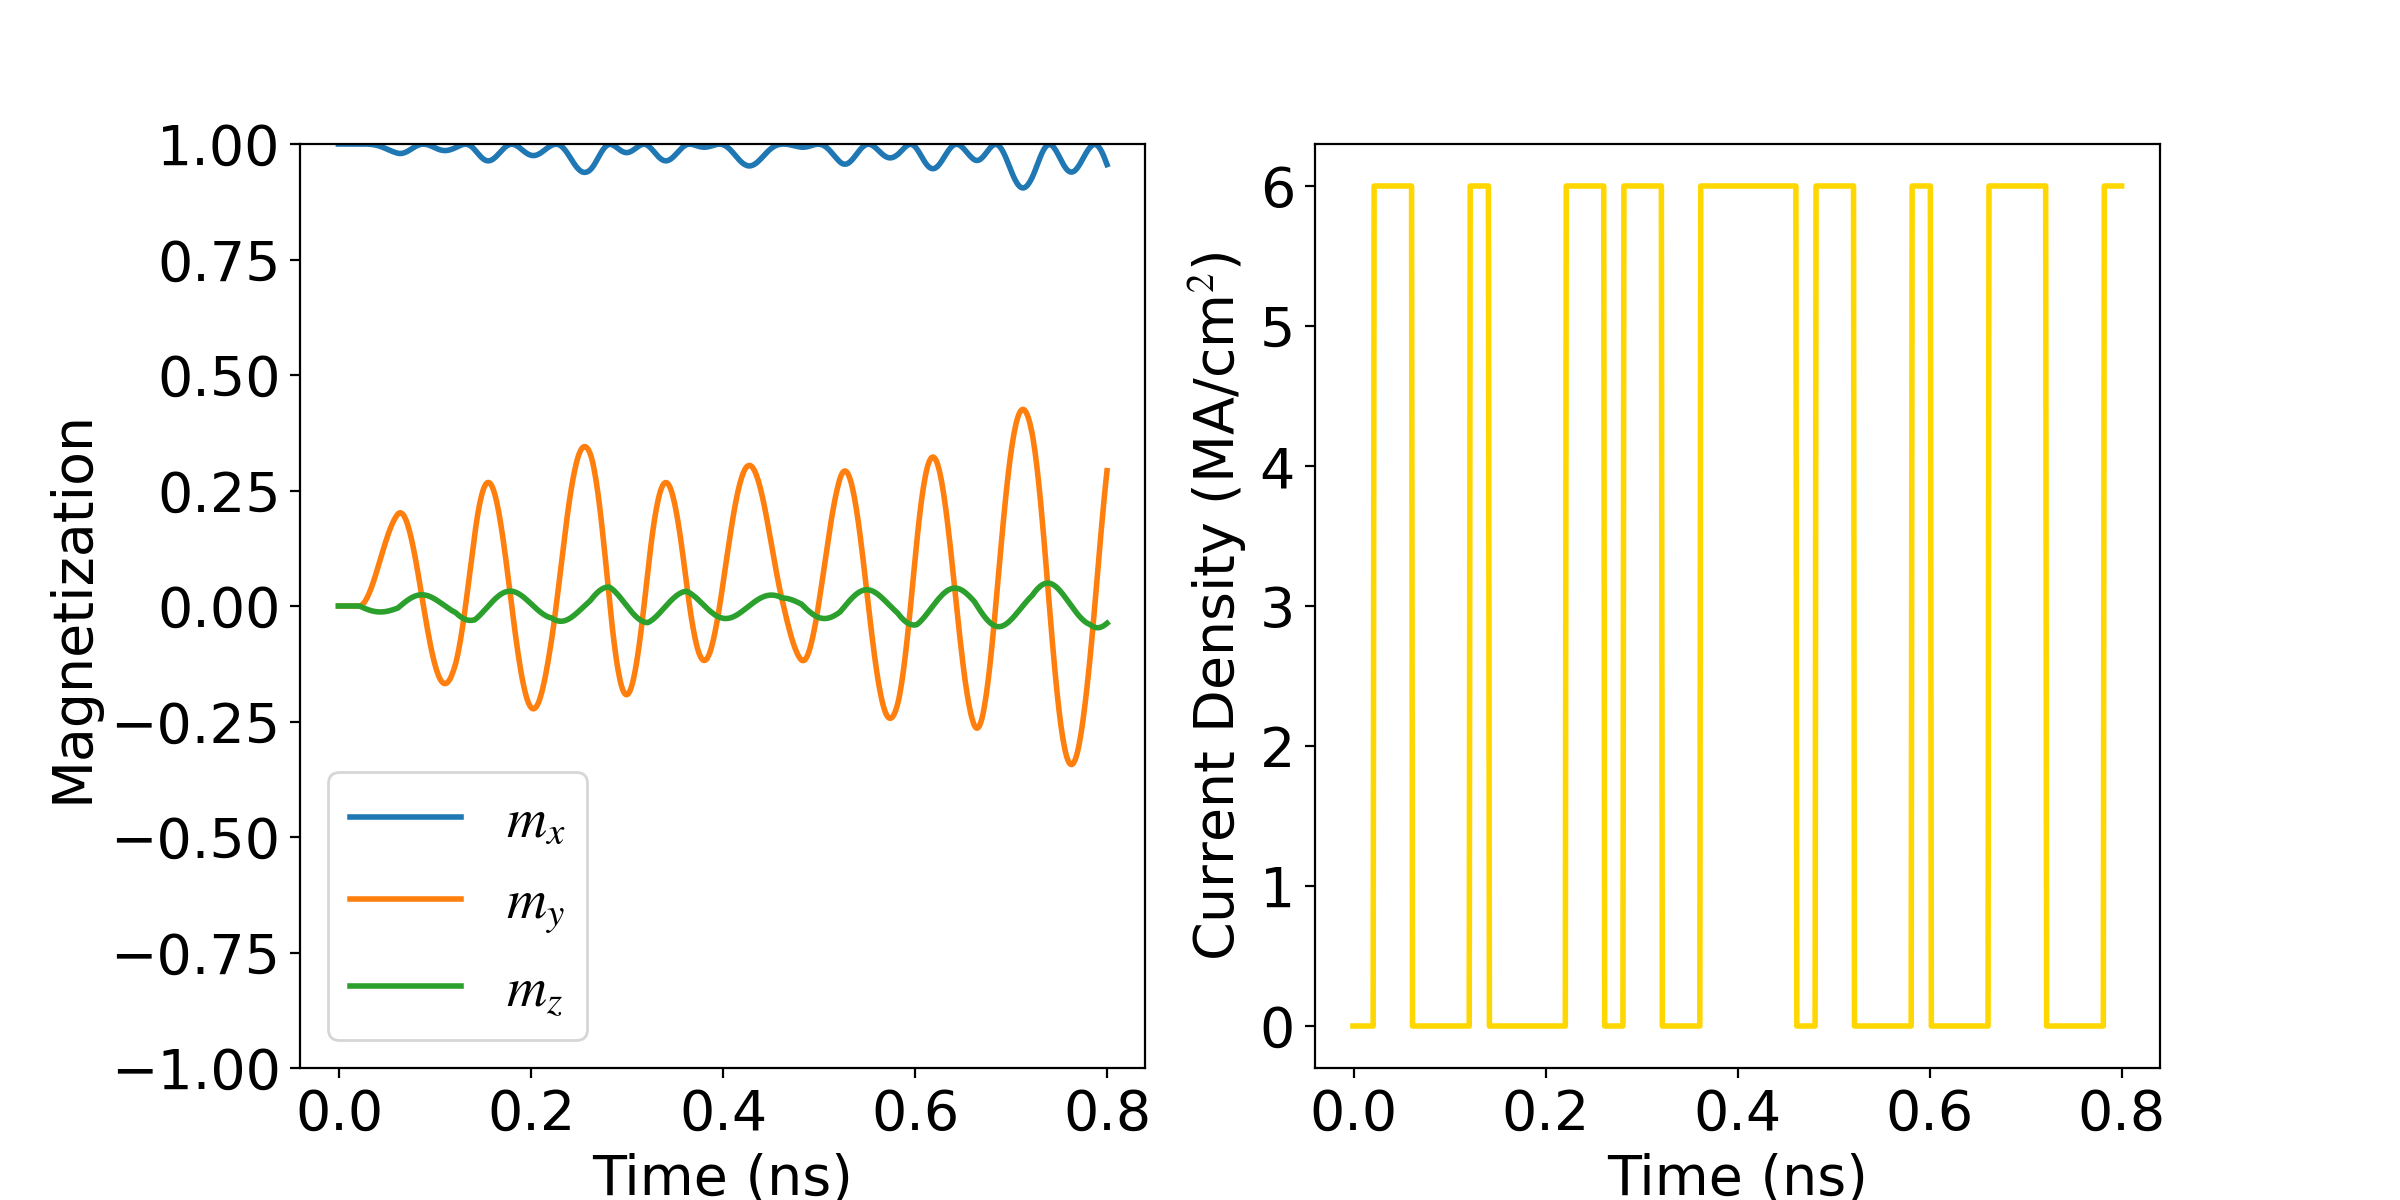 Magnetization
1.00
0.75
0.50
0.25
0.00
−0.25
−0.50
−0.75
−1.00
m_x
m_y
m_z
0.0 0.2 0.4 0.6 0.8
Time (ns)
Current Density (MA/cm²)
6
5
4
3
2
1
0
0.0 0.2 0.4 0.6 0.8
Time (ns)